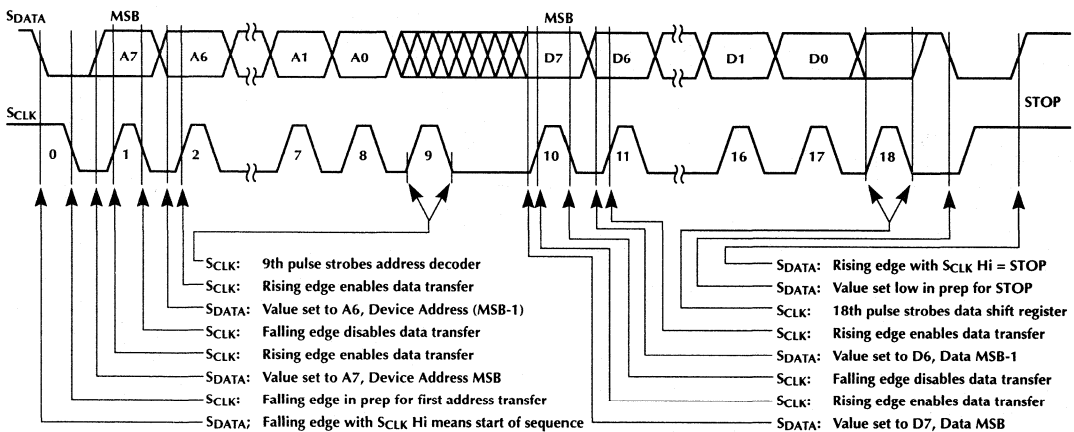 SDATA
MSB
MSB
A7 A6 A1 A0 D7 D6 D1 D0
SCLK
STOP
0 1 2 7 8 9 10 11 16 17 18
SCLK: 9th pulse strobes address decoder
SCLK: Rising edge enables data transfer
SDATA: Value set to A6, Device Address (MSB-1)
SCLK: Falling edge disables data transfer
SCLK: Rising edge enables data transfer
SDATA: Value set to A7, Device Address MSB
SCLK: Falling edge in prep for first address transfer
SDATA; Falling edge with SCLK Hi means start of sequence
SDATA: Rising edge with SCLK Hi = STOP
SDATA: Value set low in prep for STOP
SCLK: 18th pulse strobes data shift register
SCLK: Rising edge enables data transfer
SDATA: Value set to D6, Data MSB-1
SCLK: Falling edge disables data transfer
SCLK: Rising edge enables data transfer
SDATA: Value set to D7, Data MSB